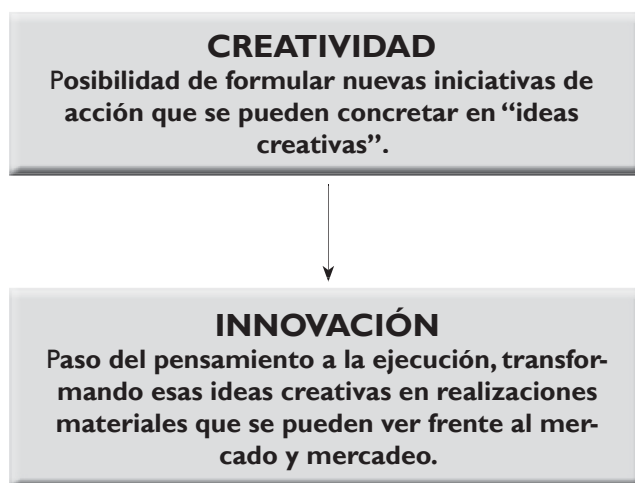 CREATIVIDAD
Posibilidad de formular nuevas iniciativas de
acción que se pueden concretar en “ideas
creativas”.
INNOVACIÓN
Paso del pensamiento a la ejecución, transfor-
mando esas ideas creativas en realizaciones
materiales que se pueden ver frente al mer-
cado y mercadeo.